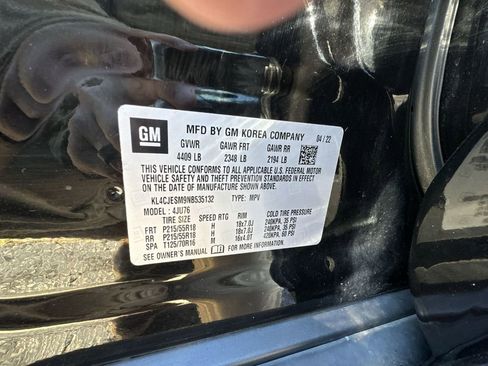 GM
MFD BY GM KOREA COMPANY 04 / 22
GVWR GAWR FRT GAWR RR
4409 LB 2348 LB 2194 LB
THIS VEHICLE CONFORMS TO ALL APPLICABLE U.S. FEDERAL MOTOR
VEHICLE SAFETY AND THEFT PREVENTION STANDARDS IN EFFECT ON
THE DATE OF MANUFACTURE SHOWN ABOVE.
KL4CJESM9NB535132 TYPE: MPV
MODEL: 4JU76
TIRE SIZE SPEED RTG RIM COLD TIRE PRESSURE
FRT P215/55R18 H 18x7.0J 240KPA, 35 PSI
RR P215/55R18 H 18x7.0J 240KPA, 35 PSI
SPA T125/70R16 M 16x4.0T 420KPA, 60 PSI
SEE OWNER'S MANUAL FOR MORE INFORMATION.